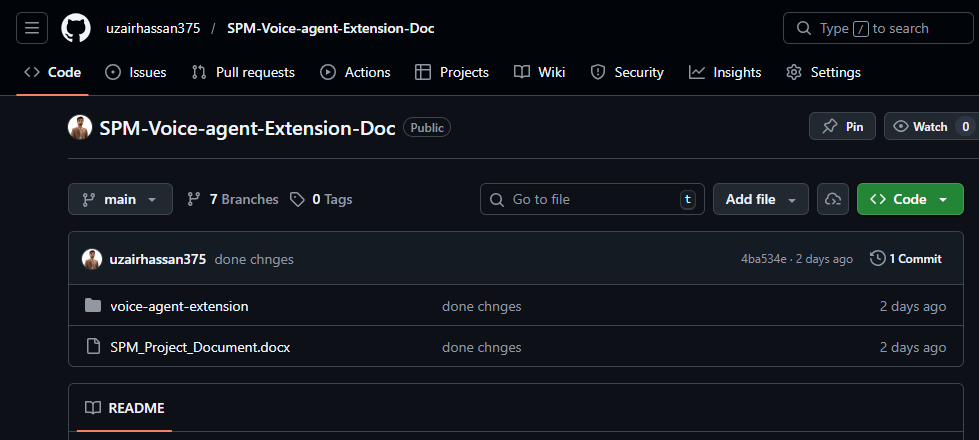 uzairhassan375 / SPM-Voice-agent-Extension-Doc Type / to search
Code Issues Pull requests Actions Projects Wiki Security Insights Settings
SPM-Voice-agent-Extension-Doc Public Pin Watch 0
main 7 Branches 0 Tags Go to file t Add file Code
uzairhassan375 done chnges 4ba534e · 2 days ago 1 Commit
voice-agent-extension done chnges 2 days ago
SPM_Project_Document.docx done chnges 2 days ago
README